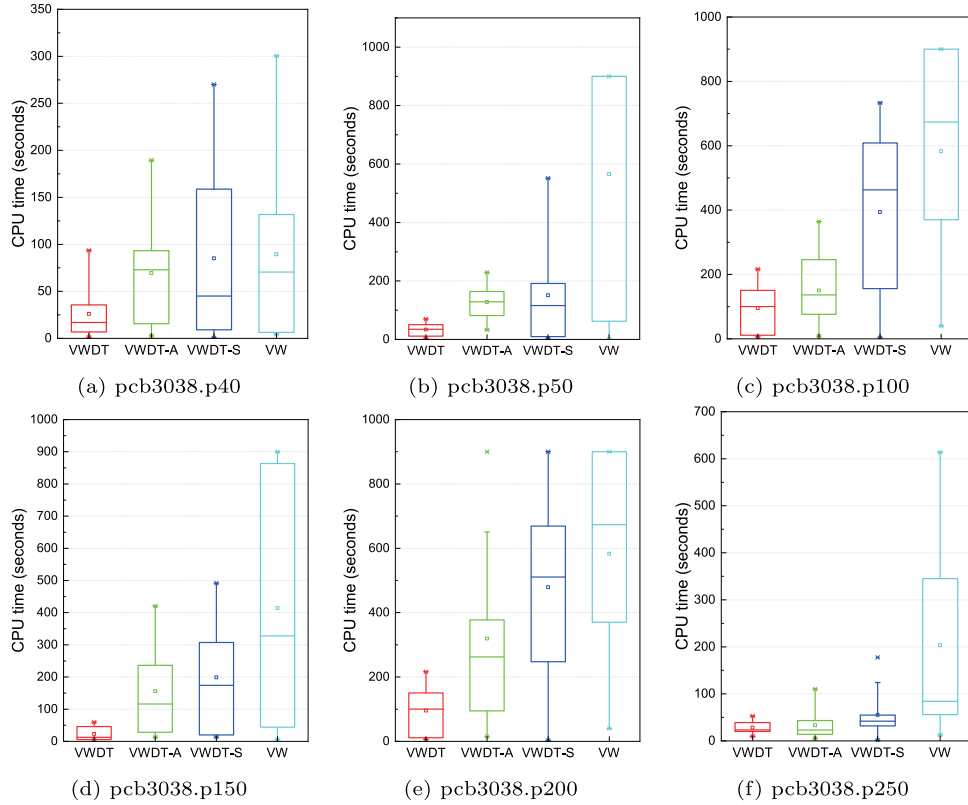 350
300
250
200
150
100
50
0
CPU time (seconds)
VWDT VWDT-A VWDT-S VW
(a) pcb3038.p40
1000
800
600
400
200
0
CPU time (seconds)
VWDT VWDT-A VWDT-S VW
(b) pcb3038.p50
1000
800
600
400
200
0
CPU time (seconds)
VWDT VWDT-A VWDT-S VW
(c) pcb3038.p100
1000
900
800
700
600
500
400
300
200
100
0
CPU time (seconds)
VWDT VWDT-A VWDT-S VW
(d) pcb3038.p150
1000
800
600
400
200
0
CPU time (seconds)
VWDT VWDT-A VWDT-S VW
(e) pcb3038.p200
700
600
500
400
300
200
100
0
CPU time (seconds)
VWDT VWDT-A VWDT-S VW
(f) pcb3038.p250